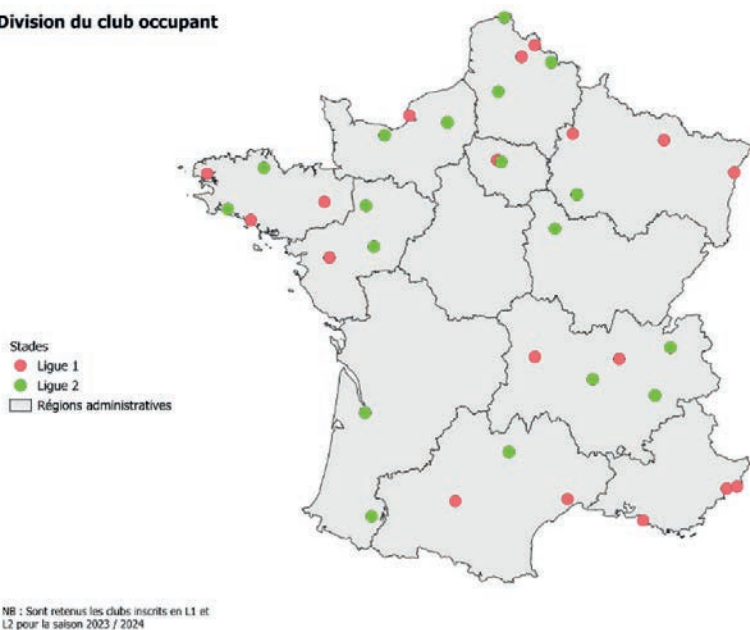 Division du club occupant
Stades
Ligue 1
Ligue 2
Régions administratives
NB : Sont retenus les clubs inscrits en L1 et
L2 pour la saison 2023 / 2024